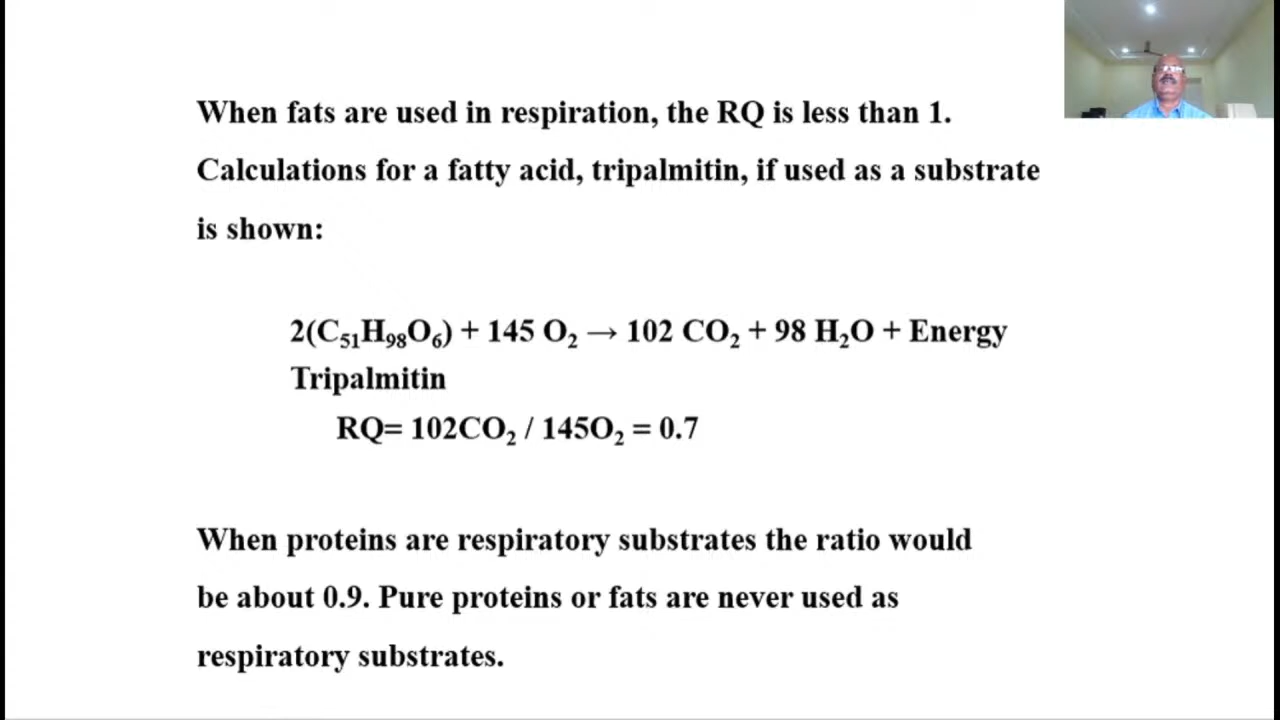 When fats are used in respiration, the RQ is less than 1.
Calculations for a fatty acid, tripalmitin, if used as a substrate
is shown:
2(C₅₁H₉₈O₆) + 145 O₂ → 102 CO₂ + 98 H₂O + Energy
Tripalmitin
RQ= 102CO₂ / 145O₂ = 0.7
When proteins are respiratory substrates the ratio would
be about 0.9. Pure proteins or fats are never used as
respiratory substrates.